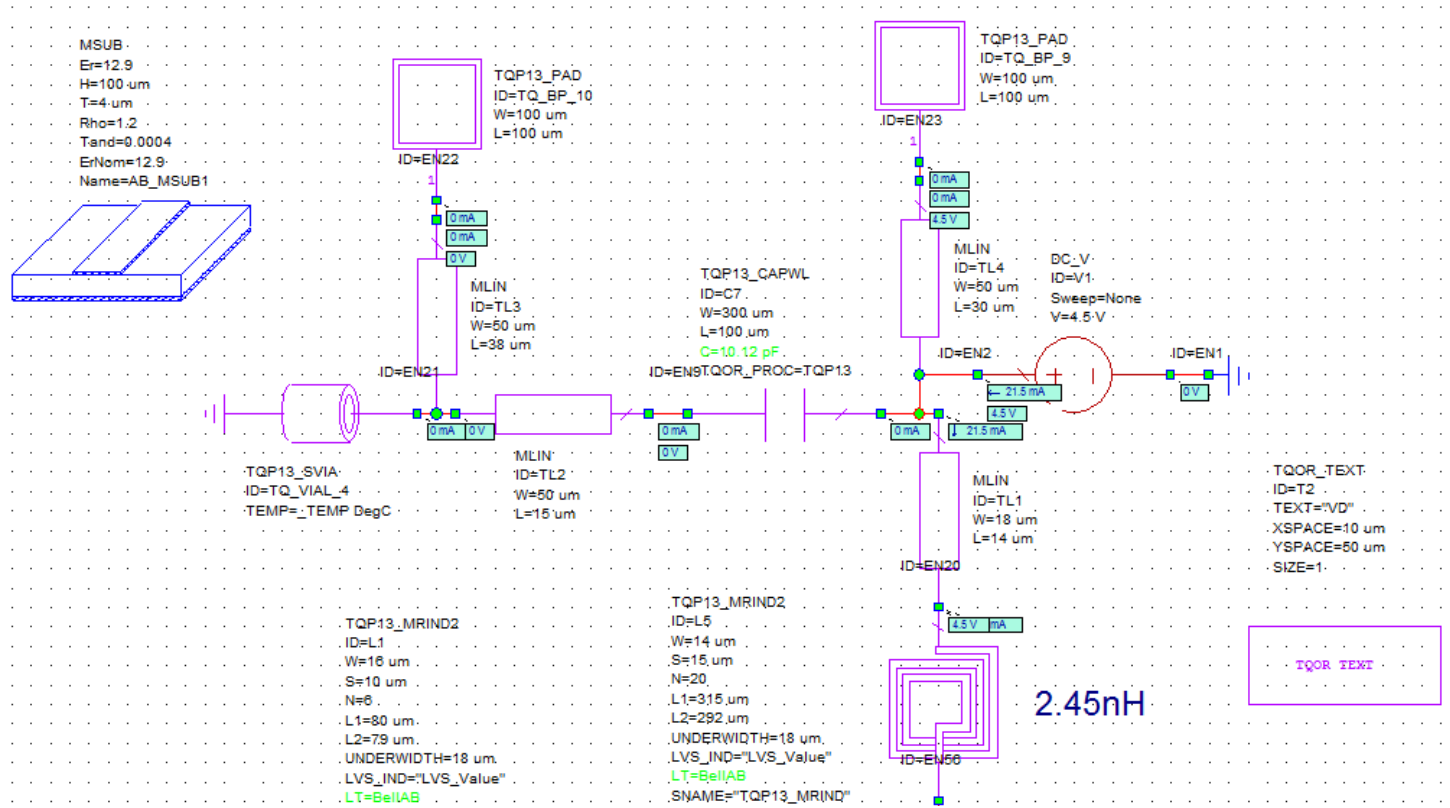 MSUB
Er=12.9
H=100 um
T=4 um
Rho=1.2
Tand=0.0004
ErNom=12.9
Name=AB_MSUB1
TQP13_PAD
ID=TQ_BP_10
W=100 um
L=100 um
ID=EN22
1
0 mA
0 mA
0 V
MLIN
ID=TL3
W=50 um
L=38 um
ID=EN21
TQP13_PAD
ID=TQ_BP_9
W=100 um
L=100 um
ID=EN23
1
0 mA
0 mA
4.5 V
MLIN
ID=TL4
W=50 um
L=30 um
DC_V
ID=V1
Sweep=None
V=4.5 V
TQP13_CAPWL
ID=C7
W=300 um
L=100 um
C=10.12 pF
TQOR_PROC=TQP13
ID=EN9
ID=EN2
ID=EN1
21.5 mA
4.5 V
0 V
0 mA
0 V
0 mA
0 V
0 mA
21.5 mA
TQP13_SVIA
ID=TQ_VIAL_4
TEMP=_TEMP DegC
MLIN
ID=TL2
W=50 um
L=15 um
MLIN
ID=TL1
W=18 um
L=14 um
ID=EN20
4.5 V
mA
TQOR_TEXT
ID=T2
TEXT="VD"
XSPACE=10 um
YSPACE=50 um
SIZE=1
TQP13_MRIND2
ID=L1
W=16 um
S=10 um
N=6
L1=80 um
L2=79 um
UNDERWIDTH=18 um
LVS_IND="LVS_Value"
LT=BellAB
TQP13_MRIND2
ID=L5
W=14 um
S=15 um
N=20
L1=315 um
L2=292 um
UNDERWIDTH=18 um
LVS_IND="LVS_Value"
LT=BellAB
SNAME="TQP13_MRIND"
2.45nH
ID=EN56
TQOR TEXT